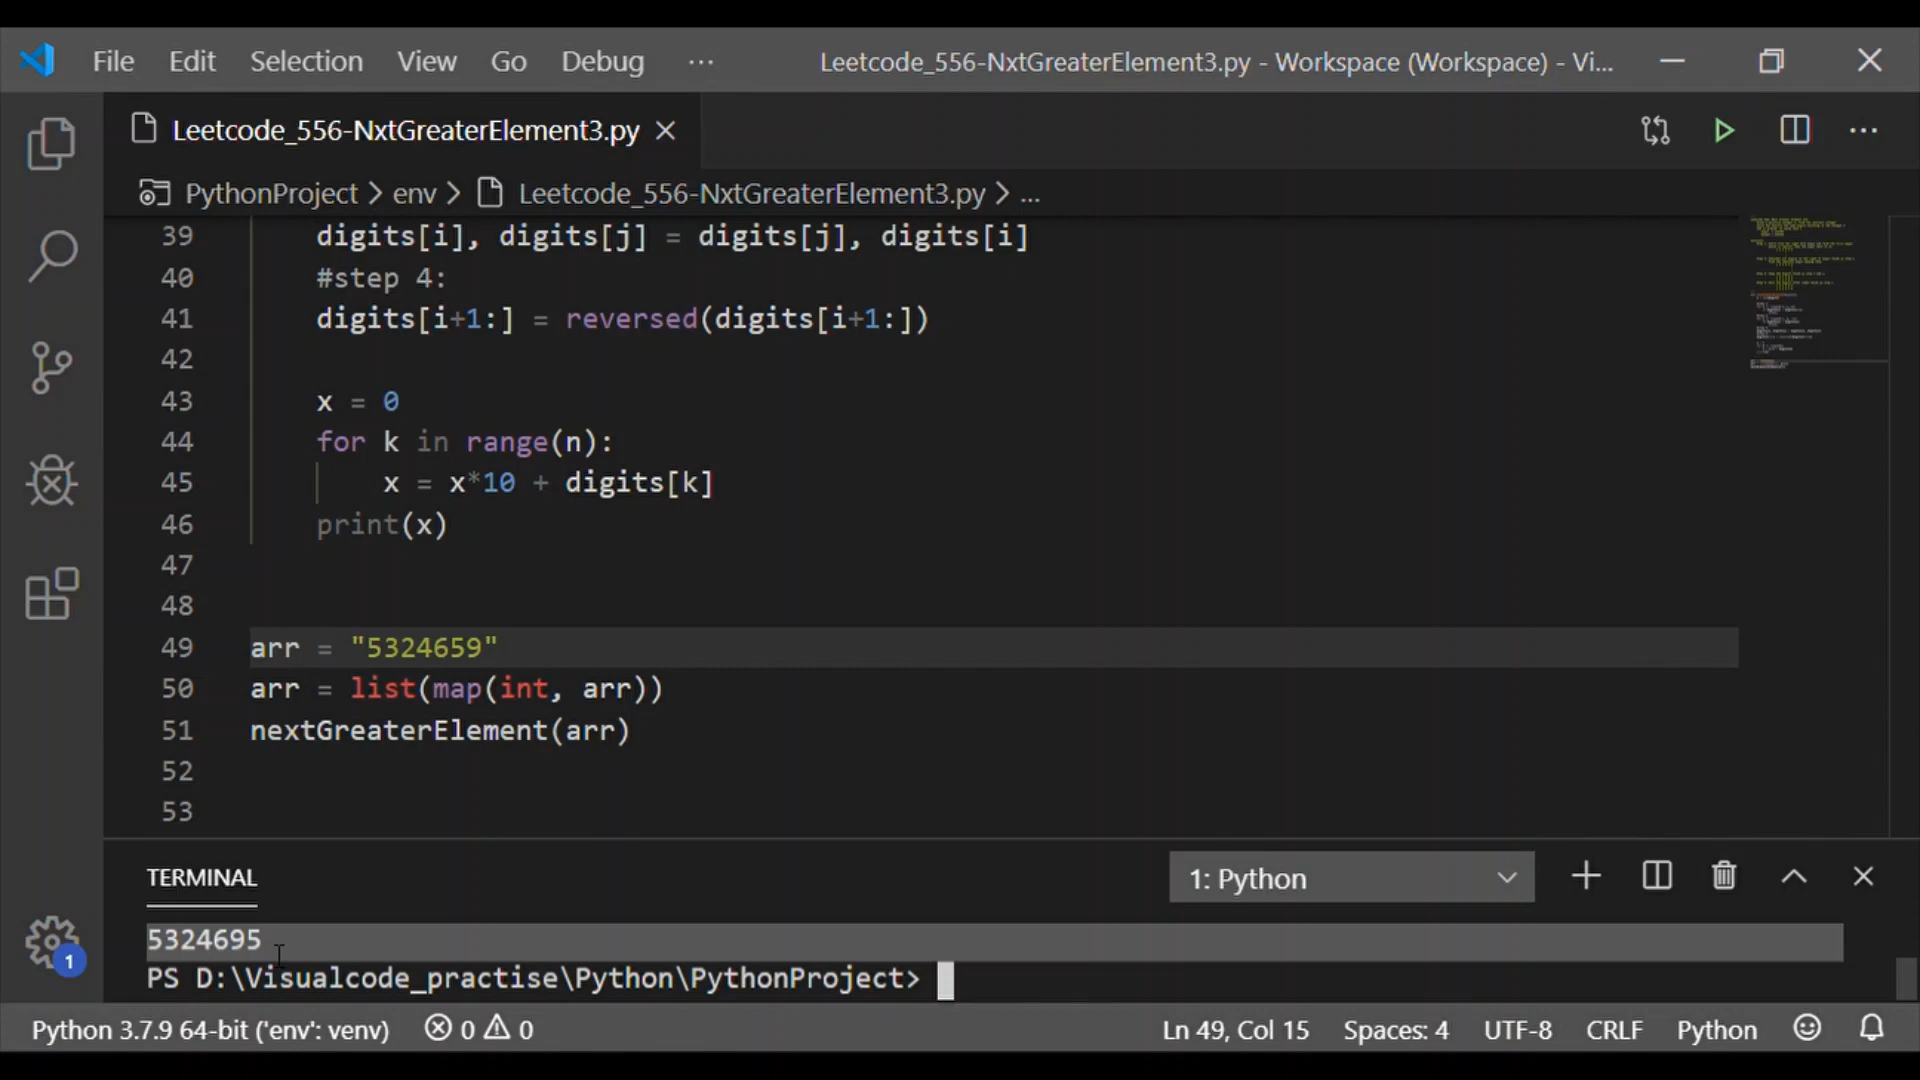 File Edit Selection View Go Debug ... Leetcode_556-NxtGreaterElement3.py - Workspace (Workspace) - Vi...
Leetcode_556-NxtGreaterElement3.py
PythonProject > env > Leetcode_556-NxtGreaterElement3.py > ...
39 digits[i], digits[j] = digits[j], digits[i]
40 #step 4:
41 digits[i+1:] = reversed(digits[i+1:])
42
43 x = 0
44 for k in range(n):
45 x = x*10 + digits[k]
46 print(x)
47
48
49 arr = "5324659"
50 arr = list(map(int, arr))
51 nextGreaterElement(arr)
52
53
TERMINAL 1: Python
5324695
PS D:\Visualcode_practise\Python\PythonProject>
1
Python 3.7.9 64-bit ('env': venv) 0 0 Ln 49, Col 15 Spaces: 4 UTF-8 CRLF Python